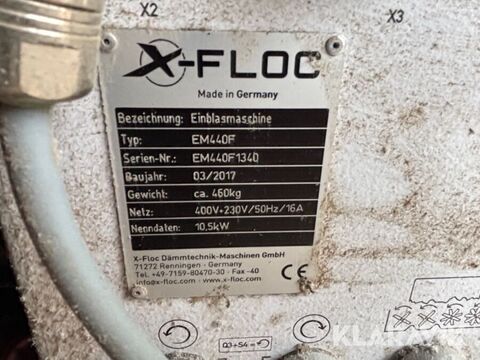 X2
X3
X-FLOC
Made in Germany
Bezeichnung: Einblasmaschine
Typ: EM440F
Serien-Nr.: EM440F1340
Baujahr: 03/2017
Gewicht: ca. 460kg
Netz: 400V+230V/50Hz/16A
Nenndaten: 10,5kW
X-Floc Dämmtechnik-Maschinen GmbH
71272 Renningen - Germany
Tel. +49-7159-80470-30 - Fax -40
info@x-floc.com - www.x-floc.com
CE
Q3+S4=